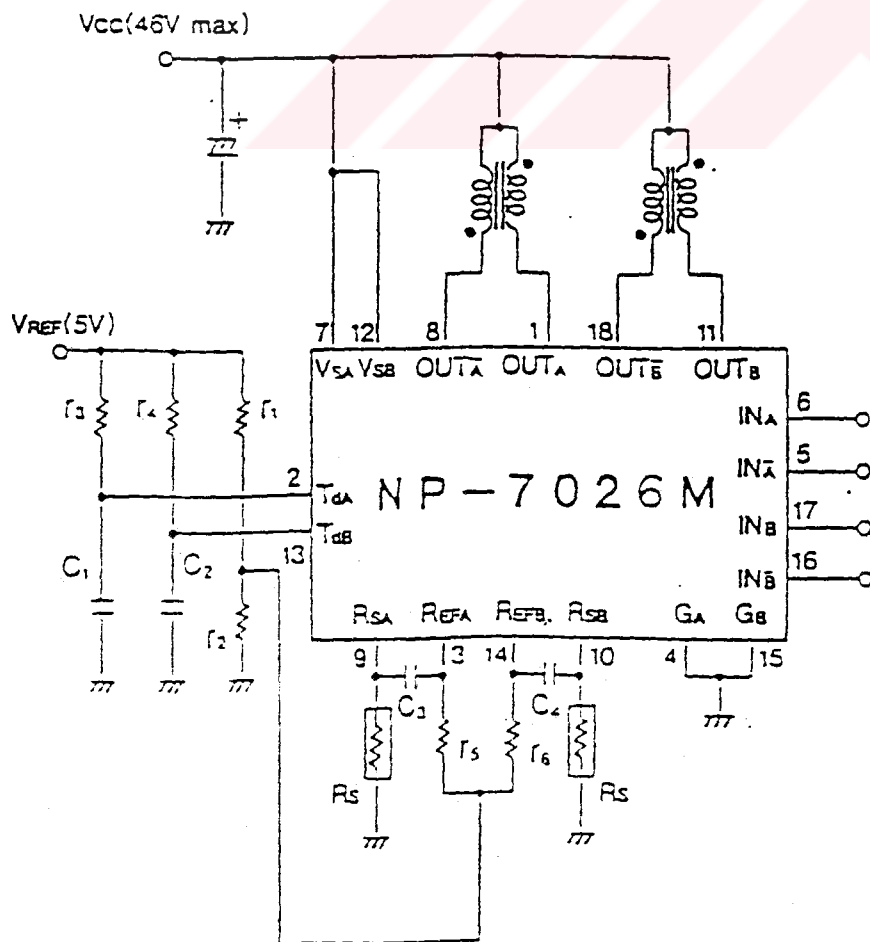 Vcc(46V max)
+
VREF(5V)
7 12 8 1 18 11
VSA VSB OUTA̅ OUTA OUTB̅ OUTB
r3 r4 r1
INA 6
INA̅ 5
2 TdA
NP-7026M
INB 17
TdB
13
INB̅ 16
C1 C2
r2
RSA REFA REFB RSB GA GB
9 3 14 10 4 15
C3 C4
r5 r6
Rs Rs